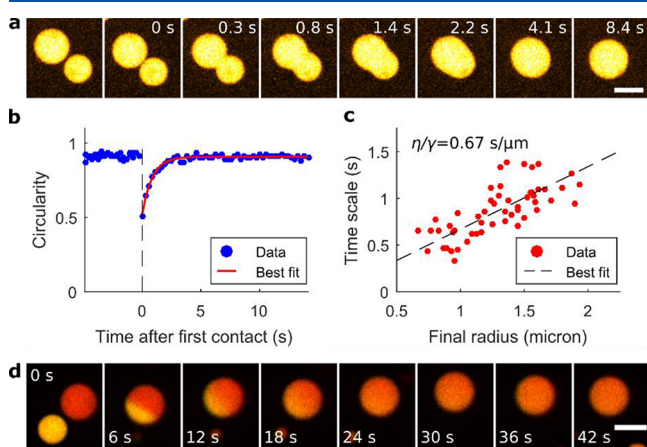 a
0 s 0.3 s 0.8 s 1.4 s 2.2 s 4.1 s 8.4 s
b
1
0.5
0
Circularity
Data
Best fit
0 5 10
Time after first contact (s)
c
η/γ=0.67 s/μm
1.5
1
0.5
0
Time scale (s)
Data
Best fit
0.5 1 1.5 2
Final radius (micron)
d
0 s
6 s 12 s 18 s 24 s 30 s 36 s 42 s